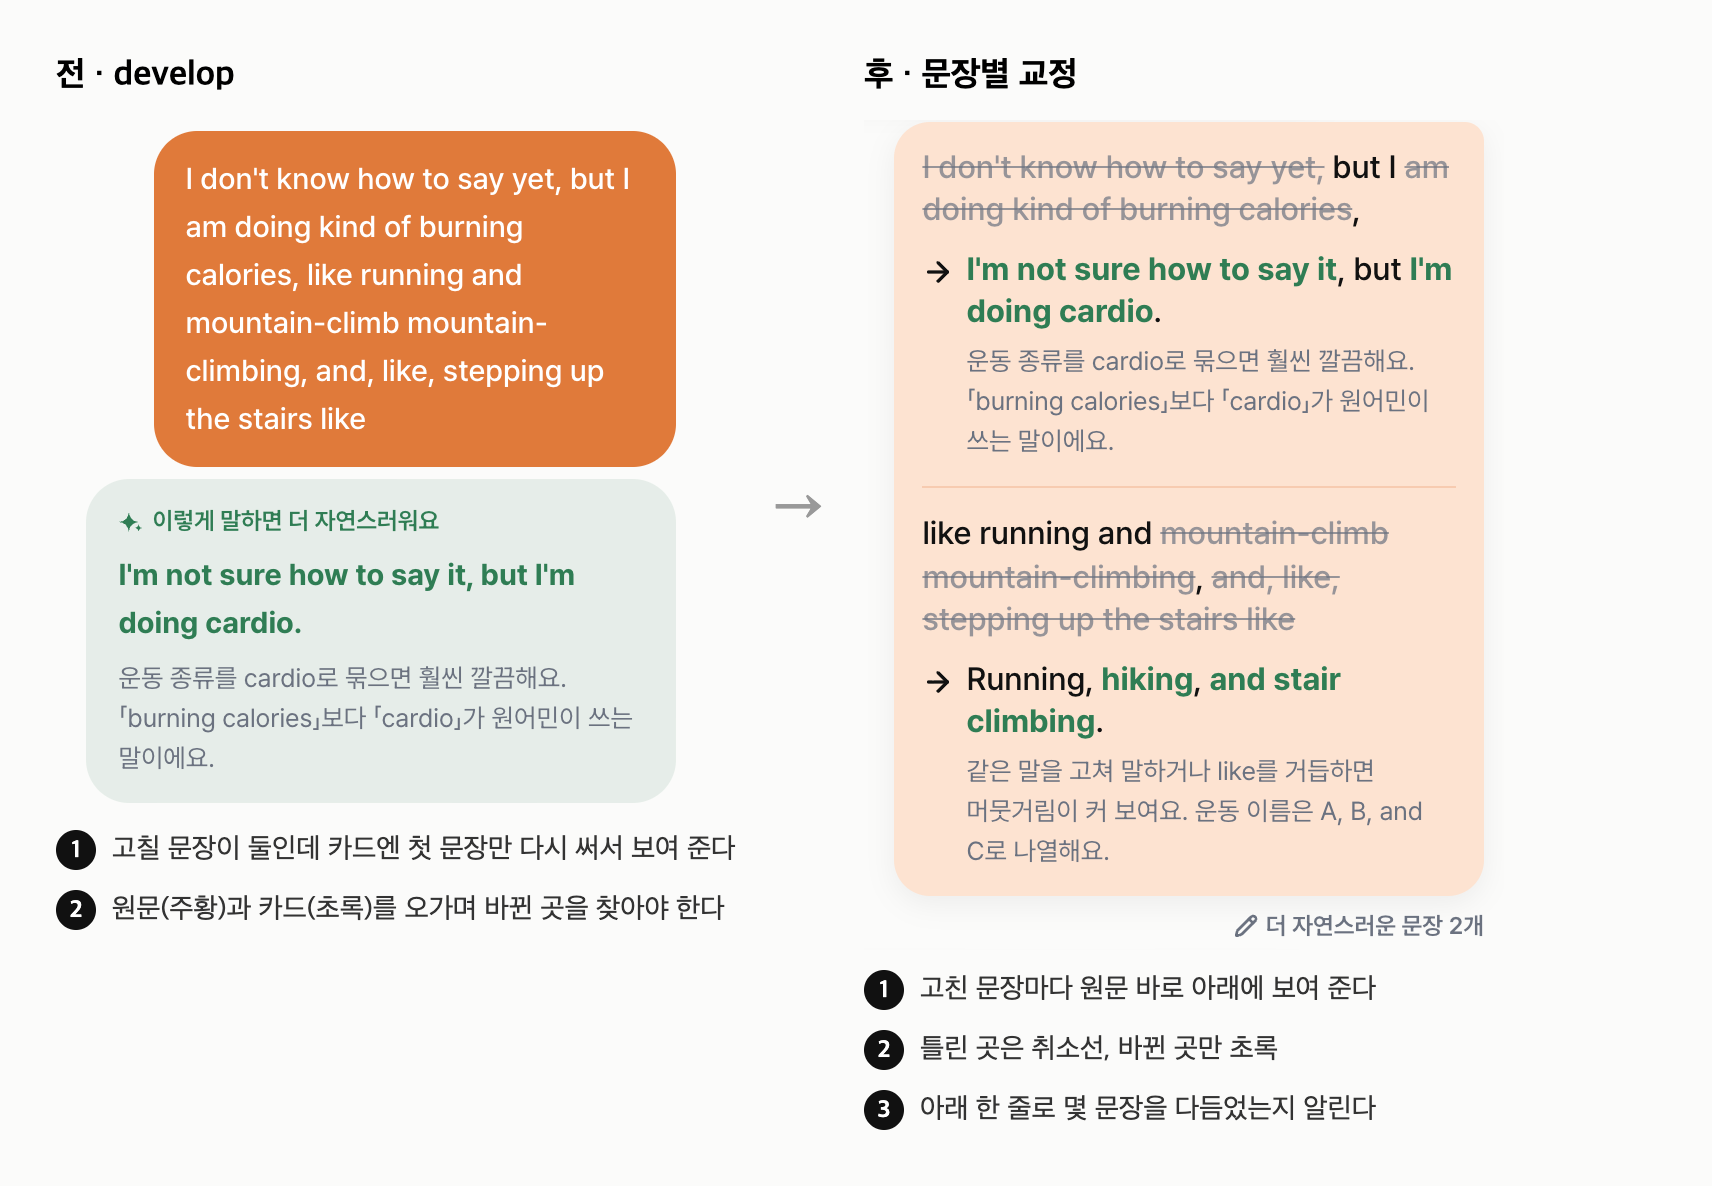 전 · develop
I don't know how to say yet, but I
am doing kind of burning
calories, like running and
mountain-climb mountain-
climbing, and, like, stepping up
the stairs like
이렇게 말하면 더 자연스러워요
I'm not sure how to say it, but I'm
doing cardio.
운동 종류를 cardio로 묶으면 훨씬 깔끔해요.
「burning calories」보다 「cardio」가 원어민이 쓰는
말이에요.
1 고칠 문장이 둘인데 카드엔 첫 문장만 다시 써서 보여 준다
2 원문(주황)과 카드(초록)를 오가며 바뀐 곳을 찾아야 한다
→
후 · 문장별 교정
I don't know how to say yet, but I am
doing kind of burning calories,
→ I'm not sure how to say it, but I'm
doing cardio.
운동 종류를 cardio로 묶으면 훨씬 깔끔해요.
「burning calories」보다 「cardio」가 원어민이
쓰는 말이에요.
like running and mountain-climb
mountain-climbing, and, like,
stepping up the stairs like
→ Running, hiking, and stair
climbing.
같은 말을 고쳐 말하거나 like를 거듭하면
머뭇거림이 커 보여요. 운동 이름은 A, B, and
C로 나열해요.
더 자연스러운 문장 2개
1 고친 문장마다 원문 바로 아래에 보여 준다
2 틀린 곳은 취소선, 바뀐 곳만 초록
3 아래 한 줄로 몇 문장을 다듬었는지 알린다